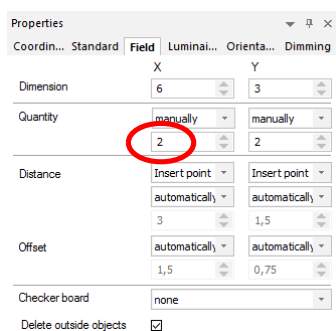 Properties
Coordin... Standard Field Luminai... Orienta... Dimming
X Y
Dimension 6 3
Quantity manually manually
2 2
Distance Insert point Insert point
automatically automatically
3 1,5
Offset automatically automatically
1,5 0,75
Checker board none
Delete outside objects